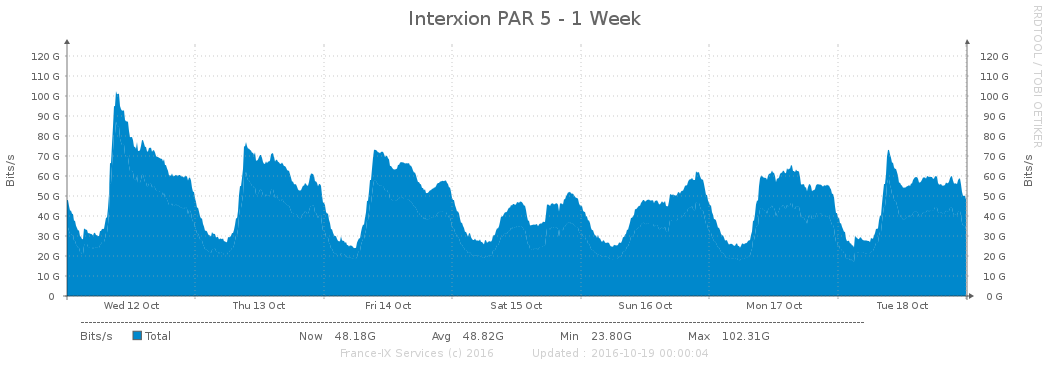 Interxion PAR 5 - 1 Week
RRDTOOL / TOBI OETIKER
Bits/s
Bits/s
120 G 120 G
110 G 110 G
100 G 100 G
90 G 90 G
80 G 80 G
70 G 70 G
60 G 60 G
50 G 50 G
40 G 40 G
30 G 30 G
20 G 20 G
10 G 10 G
0 0 G
Wed 12 Oct Thu 13 Oct Fri 14 Oct Sat 15 Oct Sun 16 Oct Mon 17 Oct Tue 18 Oct
Bits/s Total Now 48.18G Avg 48.82G Min 23.80G Max 102.31G
France-IX Services (c) 2016 Updated : 2016-10-19 00:00:04